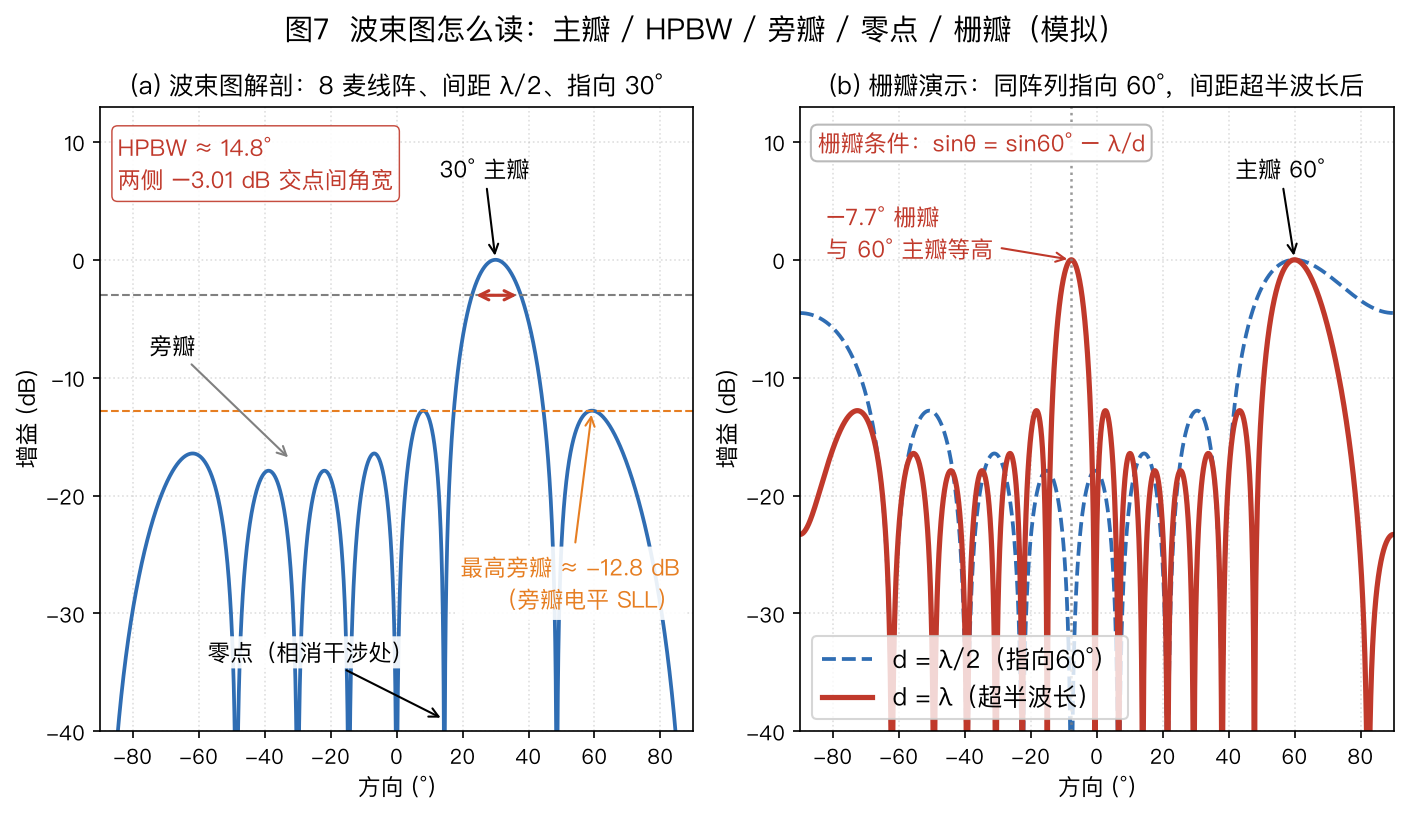 图7 波束图怎么读：主瓣 / HPBW / 旁瓣 / 零点 / 栅瓣（模拟）
(a) 波束图解剖：8 麦线阵、间距 λ/2、指向 30°
HPBW ≈ 14.8°
两侧 −3.01 dB 交点间角宽
30° 主瓣
旁瓣
最高旁瓣 ≈ −12.8 dB
（旁瓣电平 SLL）
零点（相消干涉处）
增益 (dB)
10
0
−10
−20
−30
−40
−80 −60 −40 −20 0 20 40 60 80
方向 (°)
(b) 栅瓣演示：同阵列指向 60°，间距超半波长后
栅瓣条件：sinθ = sin60° − λ/d
主瓣 60°
−7.7° 栅瓣
与 60° 主瓣等高
d = λ/2（指向60°）
d = λ（超半波长）
增益 (dB)
10
0
−10
−20
−30
−40
−80 −60 −40 −20 0 20 40 60 80
方向 (°)